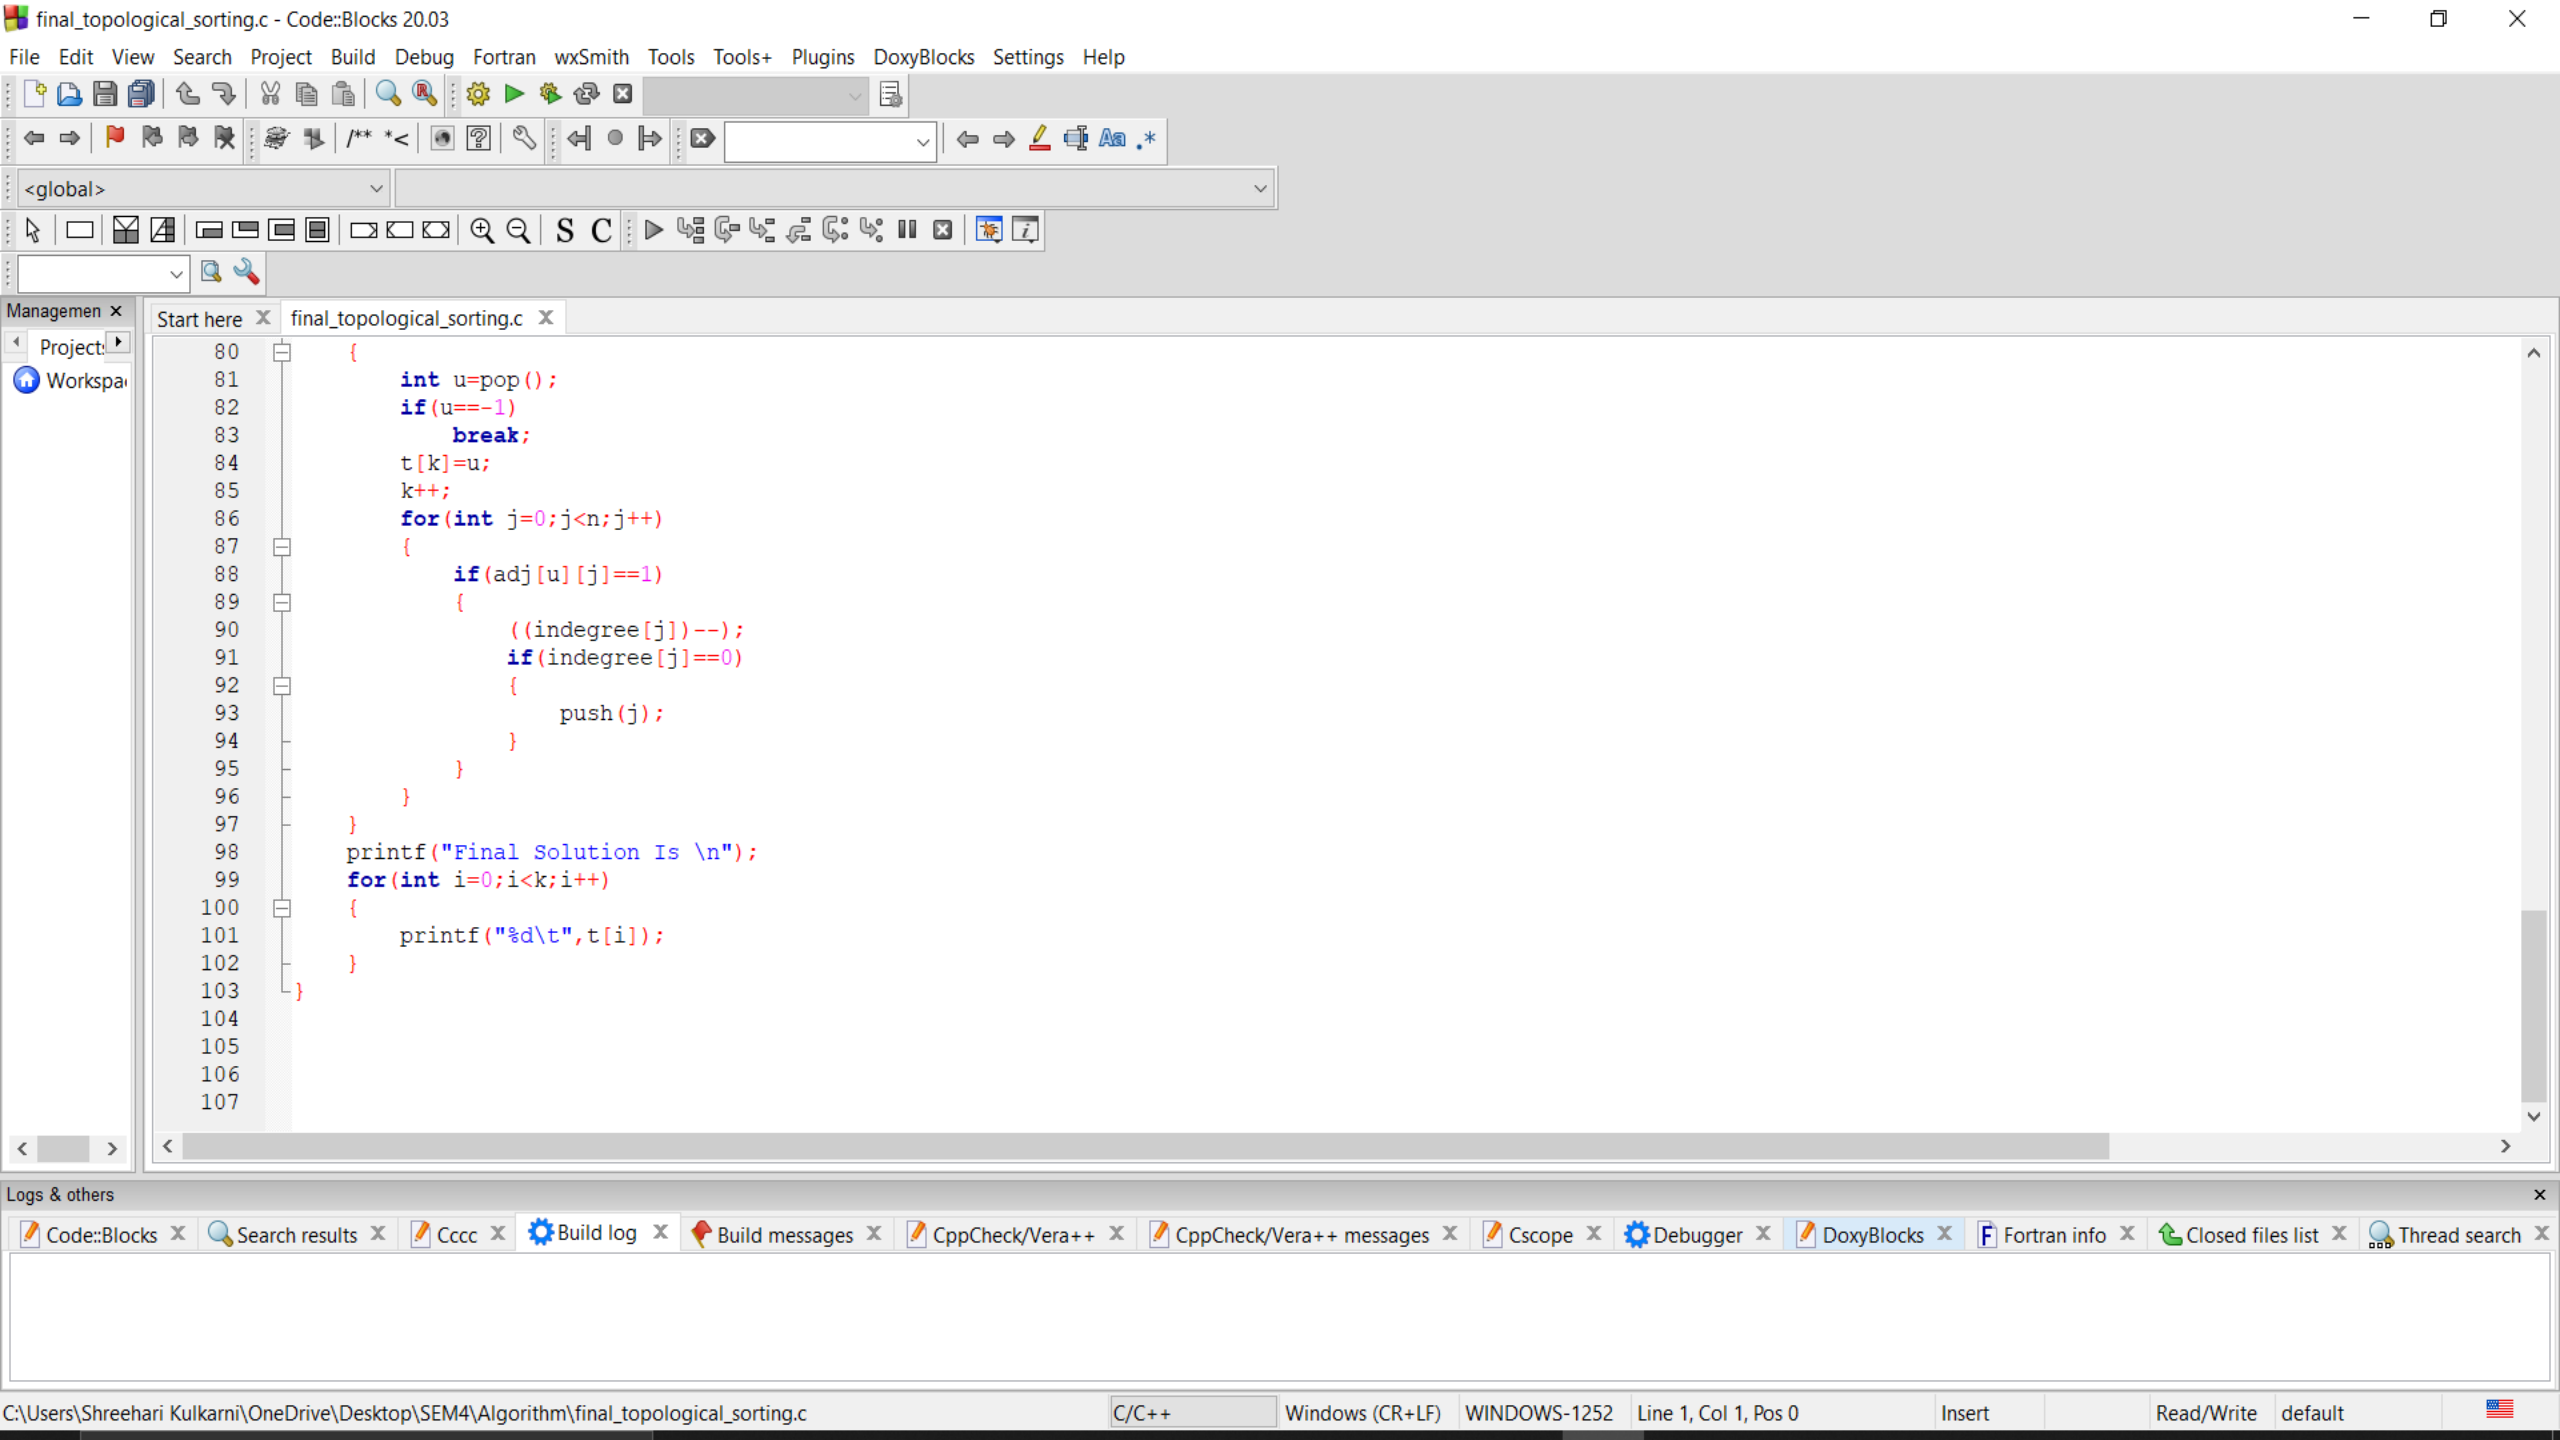 final_topological_sorting.c - Code::Blocks 20.03
File Edit View Search Project Build Debug Fortran wxSmith Tools Tools+ Plugins DoxyBlocks Settings Help
/** *<
Aa .*
<global>
S C
Managemen
Start here final_topological_sorting.c
Project
Workspa
80 {
81 int u=pop();
82 if(u==-1)
83 break;
84 t[k]=u;
85 k++;
86 for(int j=0;j<n;j++)
87 {
88 if(adj[u][j]==1)
89 {
90 ((indegree[j])--);
91 if(indegree[j]==0)
92 {
93 push(j);
94 }
95 }
96 }
97 }
98 printf("Final Solution Is \n");
99 for(int i=0;i<k;i++)
100 {
101 printf("%d\t",t[i]);
102 }
103 }
104
105
106
107
Logs & others
Code::Blocks Search results Cccc Build log Build messages CppCheck/Vera++ CppCheck/Vera++ messages Cscope Debugger DoxyBlocks Fortran info Closed files list Thread search
C:\Users\Shreehari Kulkarni\OneDrive\Desktop\SEM4\Algorithm\final_topological_sorting.c C/C++ Windows (CR+LF) WINDOWS-1252 Line 1, Col 1, Pos 0 Insert Read/Write default